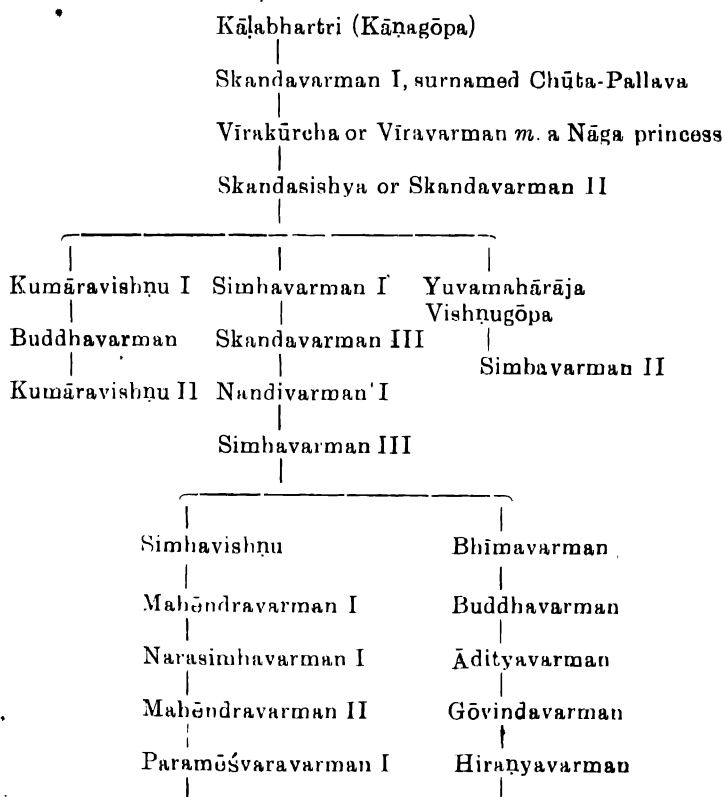 Kāḷabhartri (Kāṇagōpa)
Skandavarman I, surnamed Chūta-Pallava
Vīrakūrcha or Vīravarman m. a Nāga princess
Skandasishya or Skandavarman II
Kumāravishṇu I Simhavarman I Yuvamahārāja
Vishṇugōpa
Buddhavarman Skandavarman III
Simhavarman II
Kumāravishṇu II Nandivarman I
Simhavarman III
Simhavishṇu Bhīmavarman
Mahēndravarman I Buddhavarman
Narasimhavarman I Ādityavarman
Mahēndravarman II Gōvindavarman
Paramēśvaravarman I Hiraṇyavarman